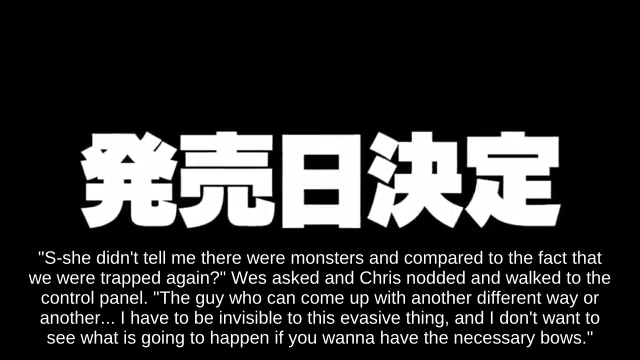 発売日決定
"S-she didn't tell me there were monsters and compared to the fact that
we were trapped again?" Wes asked and Chris nodded and walked to the
control panel. "The guy who can come up with another different way or
another... I have to be invisible to this evasive thing, and I don't want to
see what is going to happen if you wanna have the necessary bows."